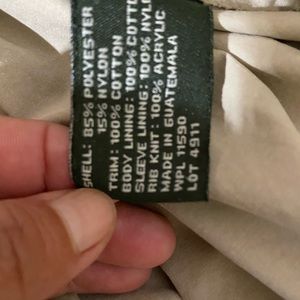 SHELL: 85% POLYESTER
15% NYLON
TRIM: 100% COTTON
BODY LINING: 100% COTTON
SLEEVE LINING: 100% NYLON
RIB KNIT: 100% ACRYLIC
MADE IN GUATEMALA
WPL 11590
LOT 4911